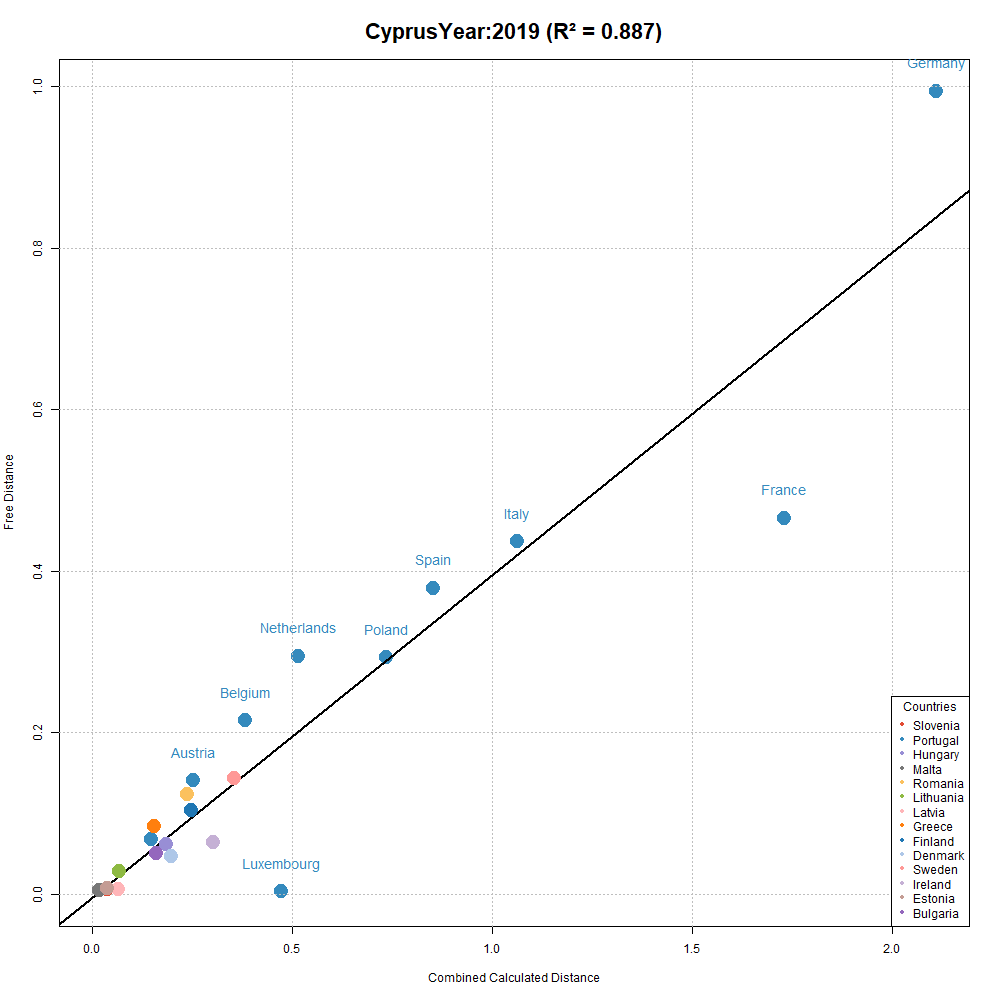 CyprusYear:2019 (R² = 0.887)
Germany
1.0
0.8
0.6
France
Italy
Free Distance
Spain
0.4
Netherlands
Poland
Belgium
0.2
Austria
Luxembourg
0.0
Countries
Slovenia
Portugal
Hungary
Malta
Romania
Lithuania
Latvia
Greece
Finland
Denmark
Sweden
Ireland
Estonia
Bulgaria
0.0 0.5 1.0 1.5 2.0
Combined Calculated Distance